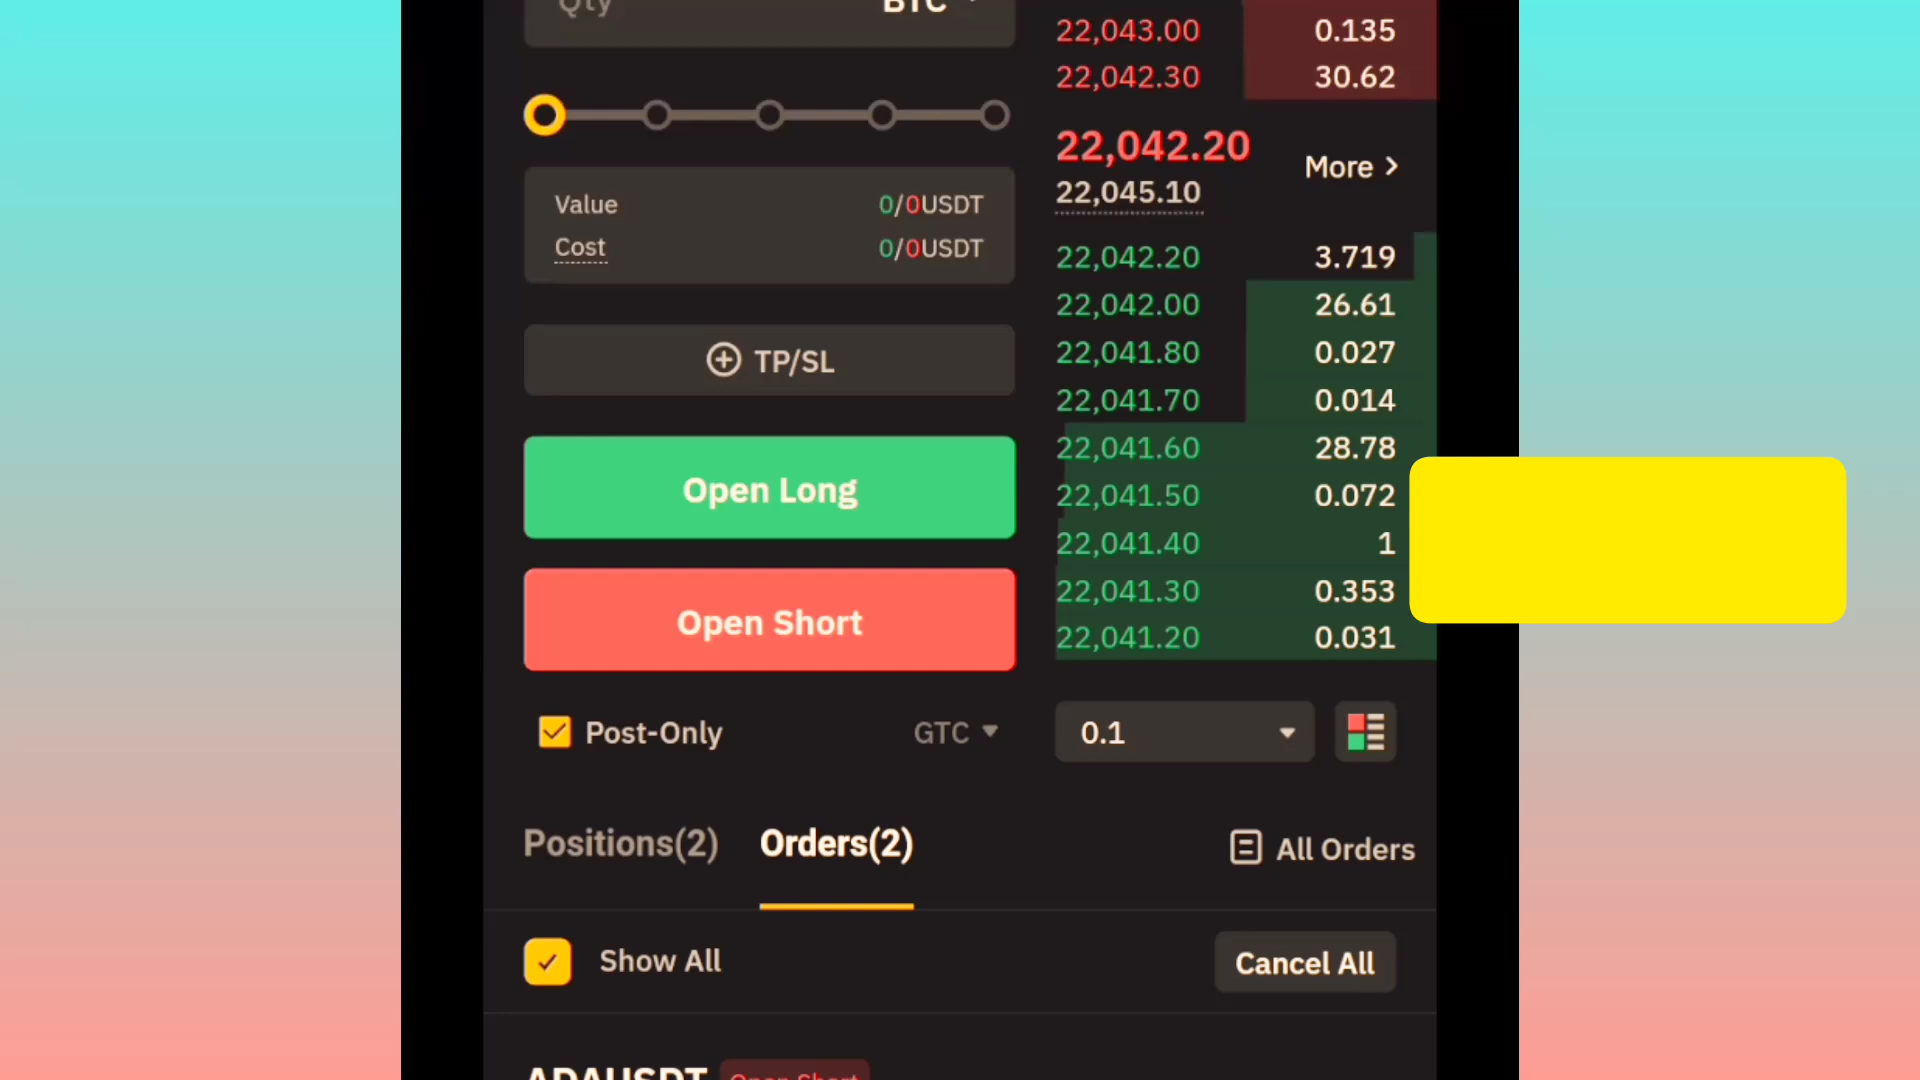 Qty BTC
22,043.00 0.135
22,042.30 30.62
22,042.20
22,045.10
More >
Value 0/0USDT
Cost 0/0USDT
TP/SL
22,042.20 3.719
22,042.00 26.61
22,041.80 0.027
22,041.70 0.014
22,041.60 28.78
22,041.50 0.072
22,041.40 1
22,041.30 0.353
22,041.20 0.031
Open Long
Open Short
Post-Only GTC
0.1
Positions(2) Orders(2) All Orders
Show All Cancel All
ADAUSDT Open Short